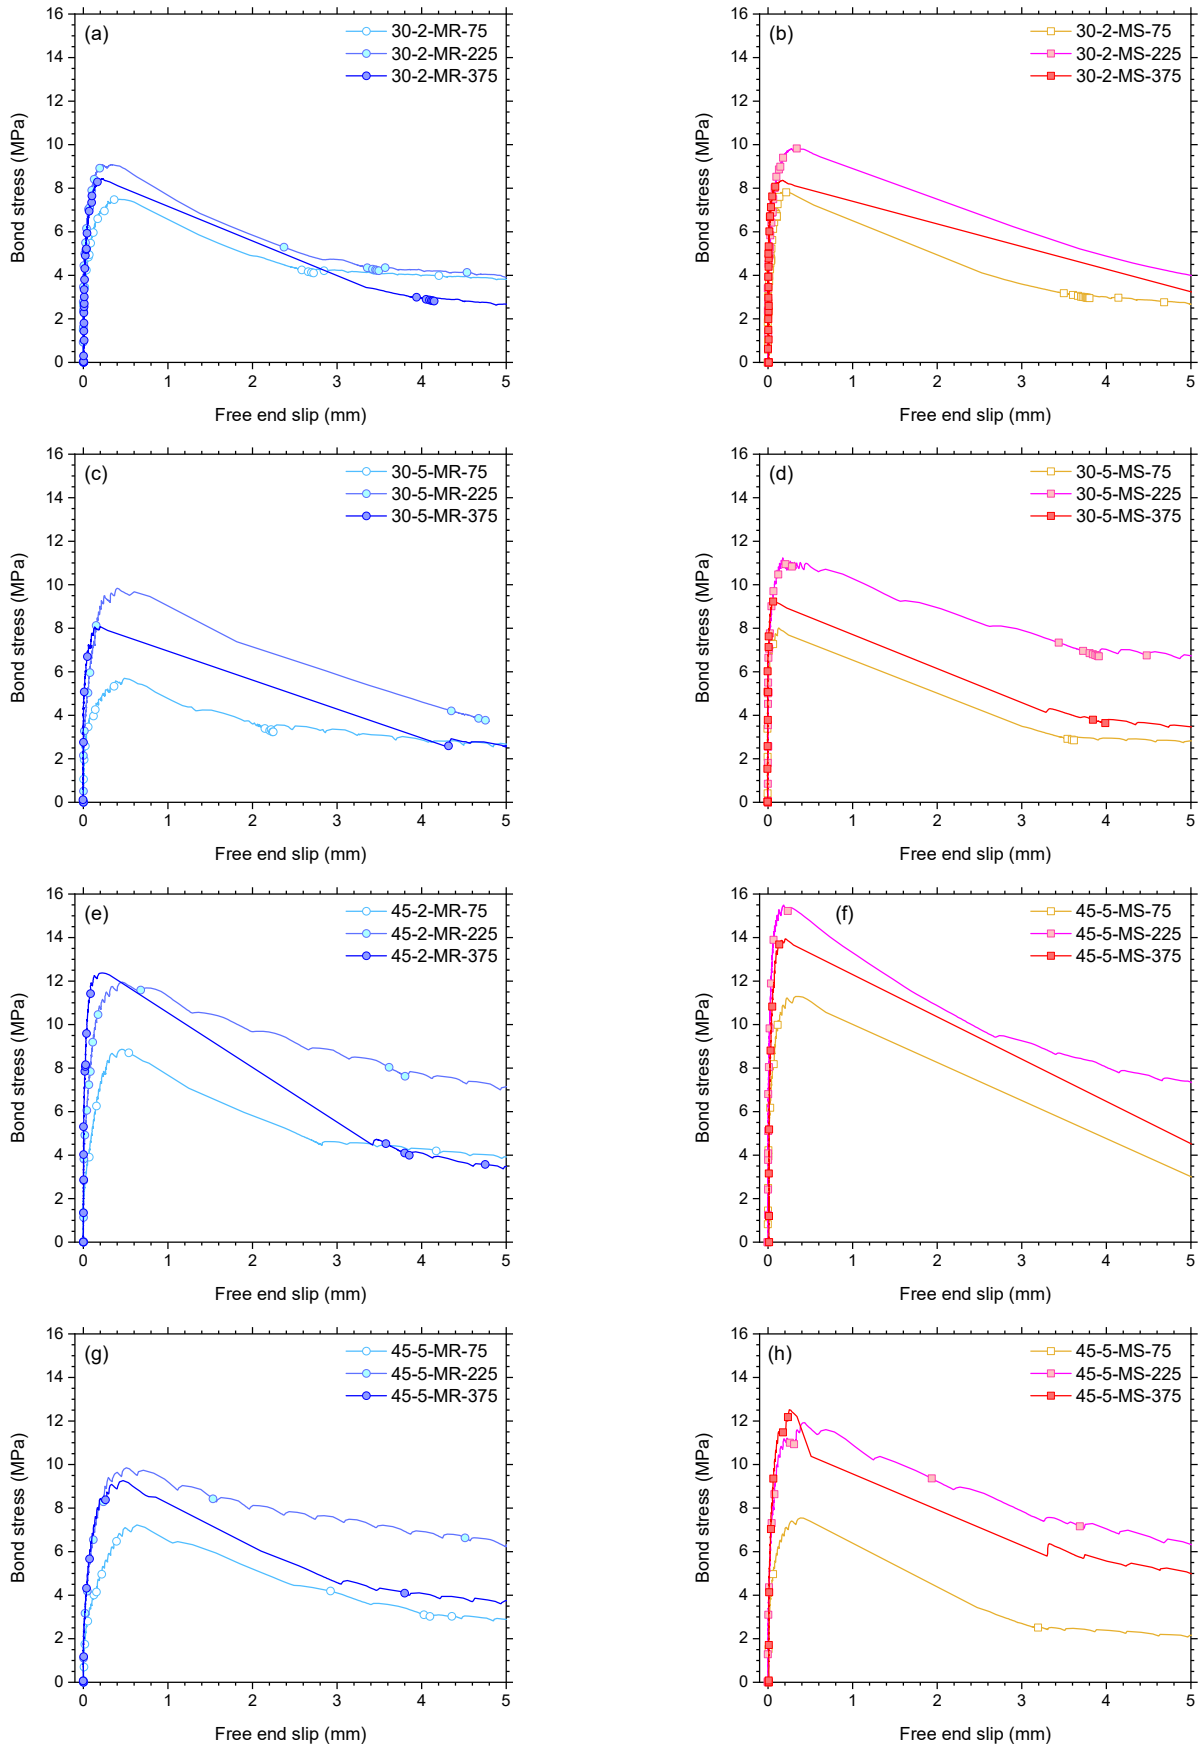 (a)
30-2-MR-75
30-2-MR-225
30-2-MR-375
Bond stress (MPa)
16
14
12
10
8
6
4
2
0
0 1 2 3 4 5
Free end slip (mm)
(b)
30-2-MS-75
30-2-MS-225
30-2-MS-375
Bond stress (MPa)
16
14
12
10
8
6
4
2
0
0 1 2 3 4 5
Free end slip (mm)
(c)
30-5-MR-75
30-5-MR-225
30-5-MR-375
Bond stress (MPa)
16
14
12
10
8
6
4
2
0
0 1 2 3 4 5
Free end slip (mm)
(d)
30-5-MS-75
30-5-MS-225
30-5-MS-375
Bond stress (MPa)
16
14
12
10
8
6
4
2
0
0 1 2 3 4 5
Free end slip (mm)
(e)
45-2-MR-75
45-2-MR-225
45-2-MR-375
Bond stress (MPa)
16
14
12
10
8
6
4
2
0
0 1 2 3 4 5
Free end slip (mm)
(f)
45-5-MS-75
45-5-MS-225
45-5-MS-375
Bond stress (MPa)
16
14
12
10
8
6
4
2
0
0 1 2 3 4 5
Free end slip (mm)
(g)
45-5-MR-75
45-5-MR-225
45-5-MR-375
Bond stress (MPa)
16
14
12
10
8
6
4
2
0
0 1 2 3 4 5
Free end slip (mm)
(h)
45-5-MS-75
45-5-MS-225
45-5-MS-375
Bond stress (MPa)
16
14
12
10
8
6
4
2
0
0 1 2 3 4 5
Free end slip (mm)